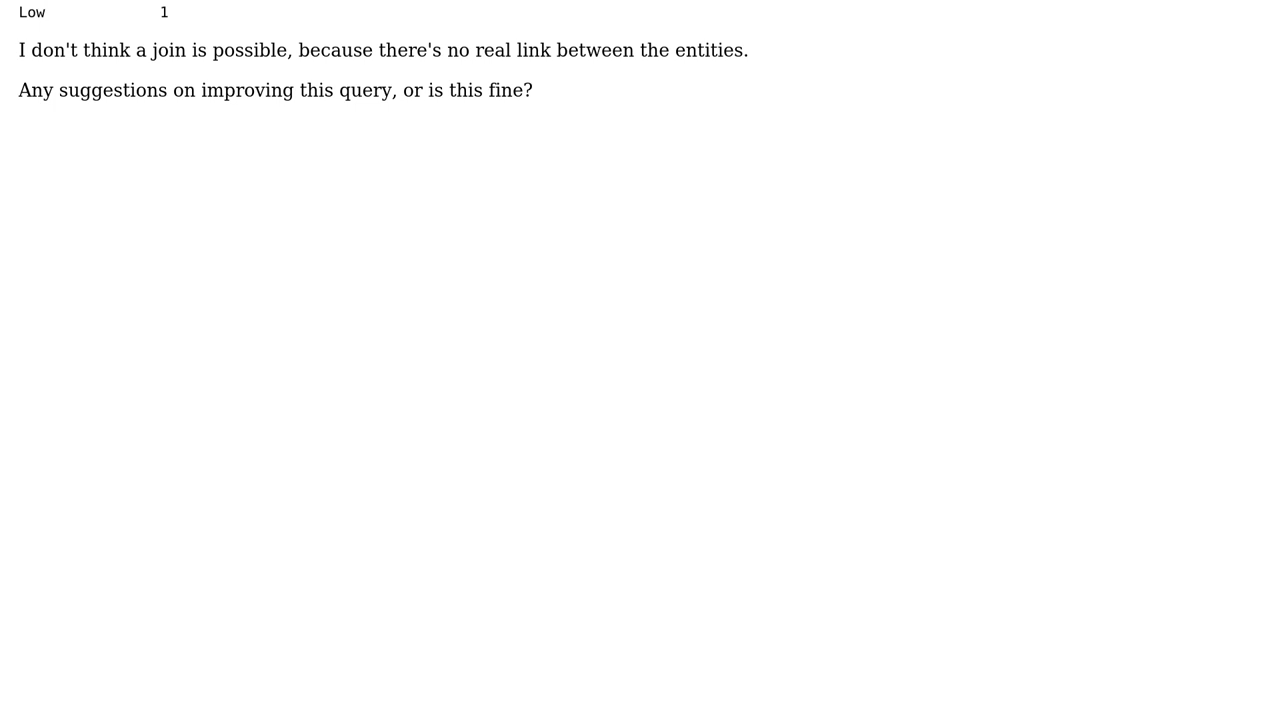 Low             1
I don't think a join is possible, because there's no real link between the entities.
Any suggestions on improving this query, or is this fine?